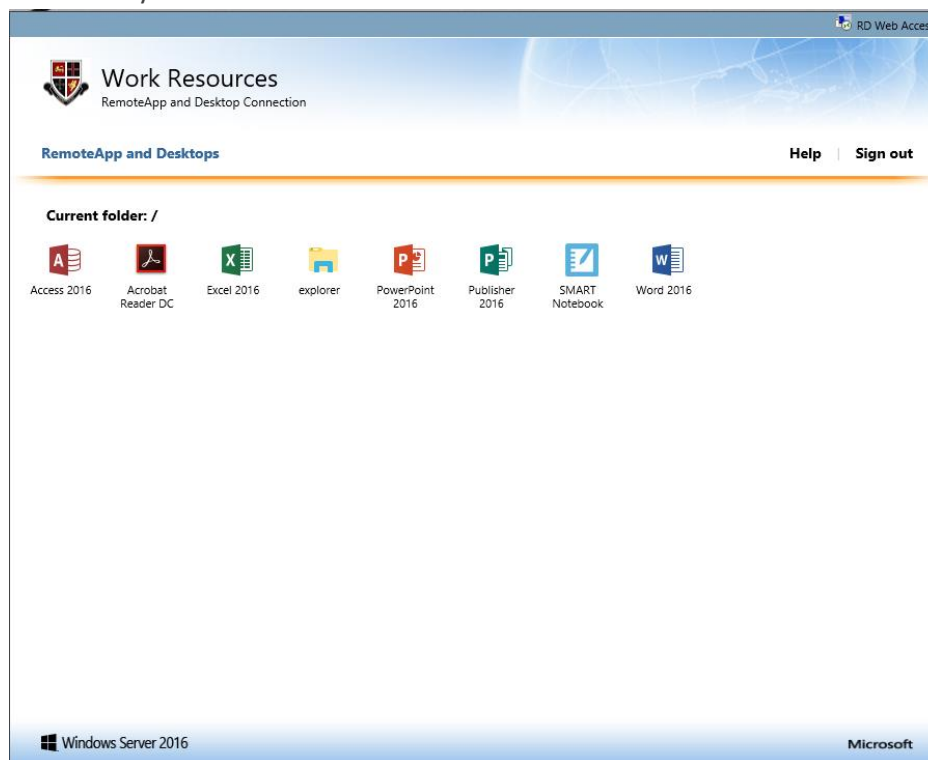 RD Web Acces
Work Resources
RemoteApp and Desktop Connection
RemoteApp and Desktops
Help
Sign out
Current folder: /
Access 2016
Acrobat
Reader DC
Excel 2016
explorer
PowerPoint
2016
Publisher
2016
SMART
Notebook
Word 2016
Windows Server 2016
Microsoft